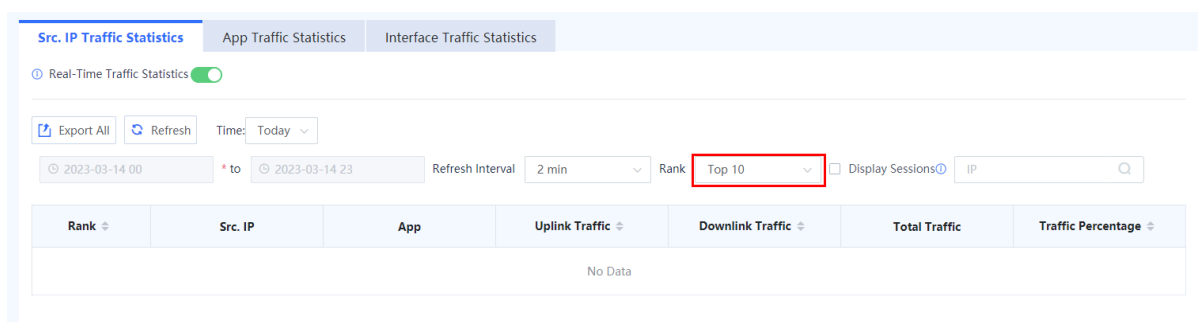 Src. IP Traffic Statistics App Traffic Statistics Interface Traffic Statistics
Real-Time Traffic Statistics
Export All Refresh Time: Today
2023-03-14 00 * to 2023-03-14 23 Refresh Interval 2 min Rank Top 10 Display Sessions IP
Rank Src. IP App Uplink Traffic Downlink Traffic Total Traffic Traffic Percentage
No Data